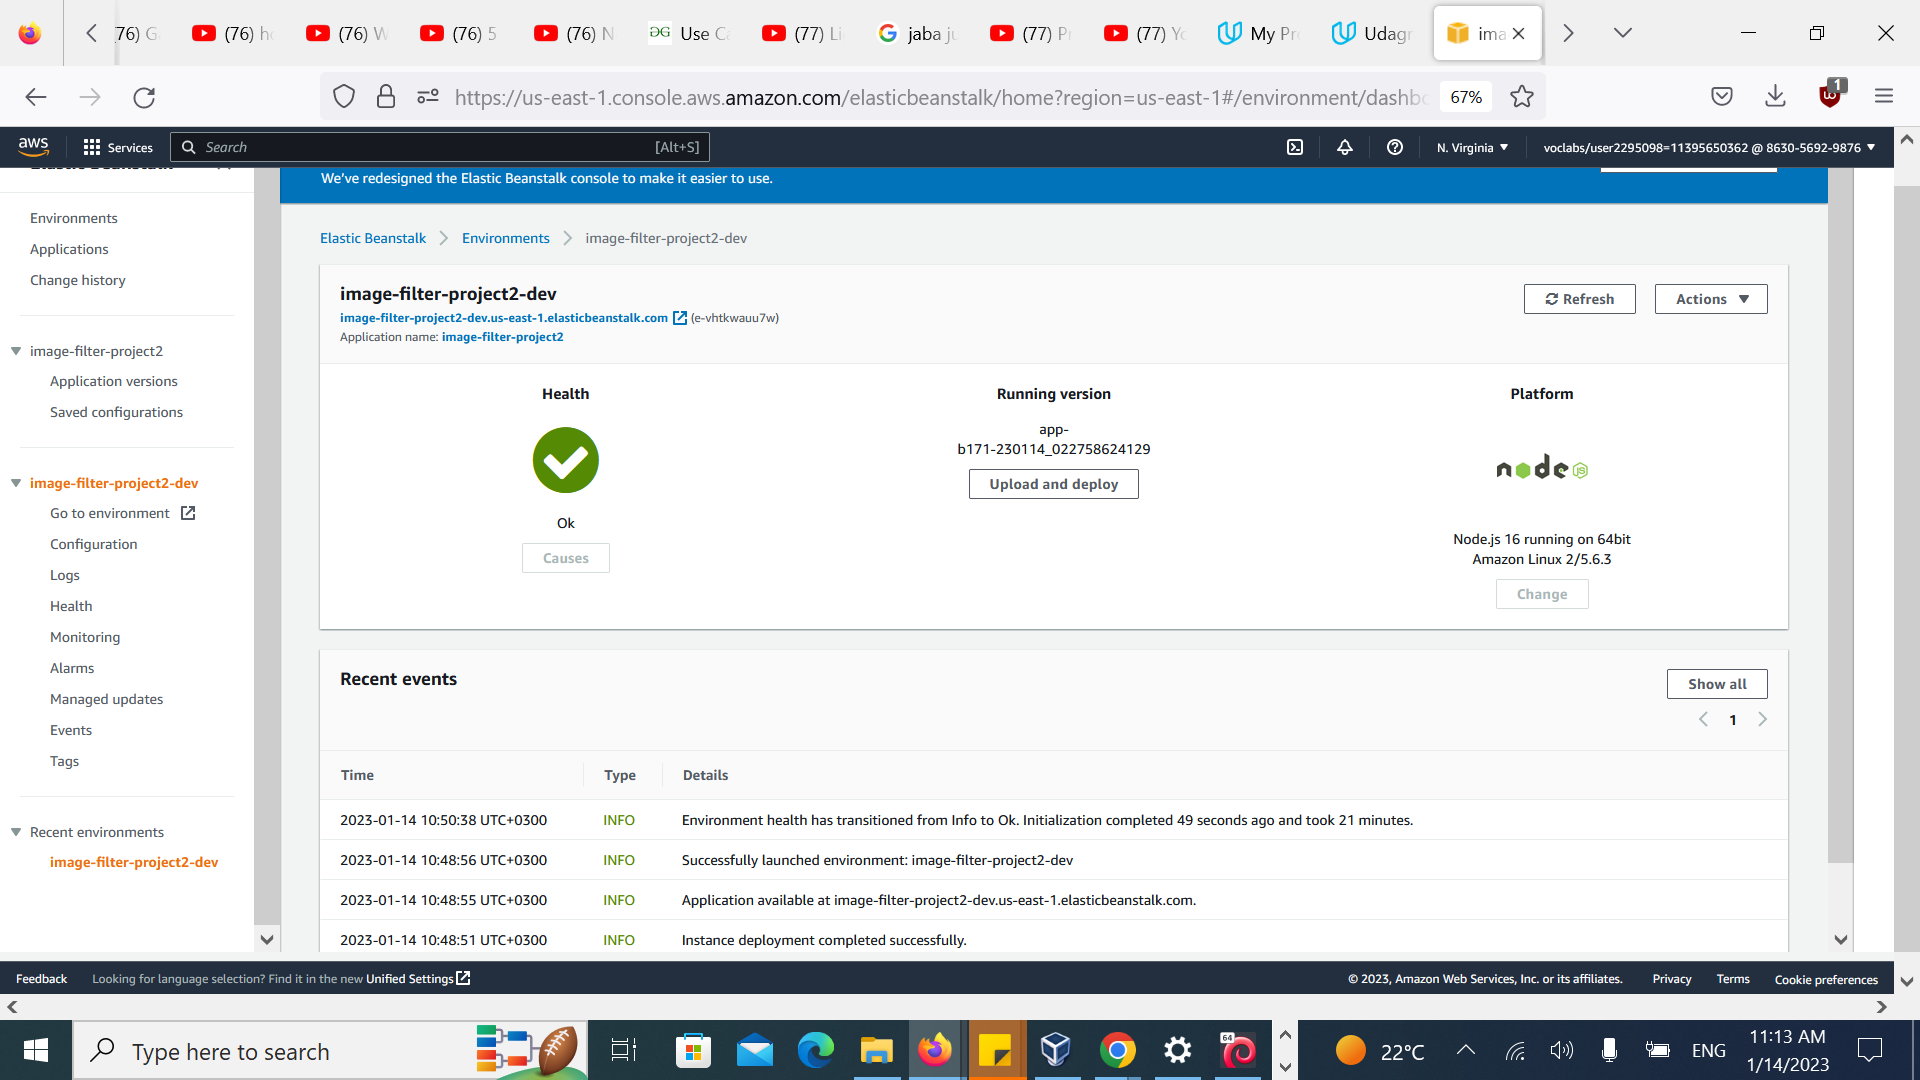 76) G
(76) ho
(76) W
(76) 5
(76) N
Use Ca
(77) Li
jaba ju
(77) P
(77) Yo
My Pr
Udagr
ima
https://us-east-1.console.aws.amazon.com/elasticbeanstalk/home?region=us-east-1#/environment/dashbo
67%
1
aws
Services
Search
[Alt+S]
N. Virginia
voclabs/user2295098=11395650362 @ 8630-5692-9876
Elastic Beanstalk
We've redesigned the Elastic Beanstalk console to make it easier to use.
Environments
Applications
Change history
image-filter-project2
Application versions
Saved configurations
image-filter-project2-dev
Go to environment
Configuration
Logs
Health
Monitoring
Alarms
Managed updates
Events
Tags
Recent environments
image-filter-project2-dev
Elastic Beanstalk
Environments
image-filter-project2-dev
image-filter-project2-dev
image-filter-project2-dev.us-east-1.elasticbeanstalk.com (e-vhtkwauu7w)
Application name: image-filter-project2
Refresh
Actions
Health
Ok
Causes
Running version
app-
b171-230114_022758624129
Upload and deploy
Platform
node JS
Node.js 16 running on 64bit
Amazon Linux 2/5.6.3
Change
Recent events
Show all
1
Time Type Details
2023-01-14 10:50:38 UTC+0300 INFO Environment health has transitioned from Info to Ok. Initialization completed 49 seconds ago and took 21 minutes.
2023-01-14 10:48:56 UTC+0300 INFO Successfully launched environment: image-filter-project2-dev
2023-01-14 10:48:55 UTC+0300 INFO Application available at image-filter-project2-dev.us-east-1.elasticbeanstalk.com.
2023-01-14 10:48:51 UTC+0300 INFO Instance deployment completed successfully.
Feedback
Looking for language selection? Find it in the new Unified Settings
© 2023, Amazon Web Services, Inc. or its affiliates.
Privacy
Terms
Cookie preferences
Type here to search
64
22°C
ENG
11:13 AM
1/14/2023